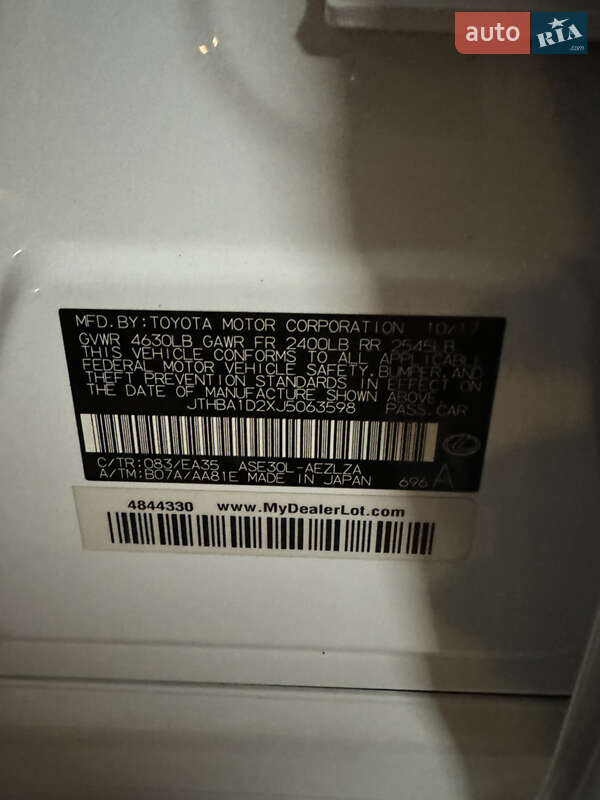 auto RIA.com
MFD. BY: TOYOTA MOTOR CORPORATION 10/17
GVWR 4630LB GAWR FR 2400LB RR 2545LB
THIS VEHICLE CONFORMS TO ALL APPLICABLE
FEDERAL MOTOR VEHICLE SAFETY, BUMPER, AND
THEFT PREVENTION STANDARDS IN EFFECT ON
THE DATE OF MANUFACTURE SHOWN ABOVE.
JTHBA1D2XJ5063598 PASS. CAR
C/TR: 083/EA35 ASE30L-AEZLZA
A/TM: B07A/AA81E MADE IN JAPAN 696 A
4844330 www.MyDealerLot.com